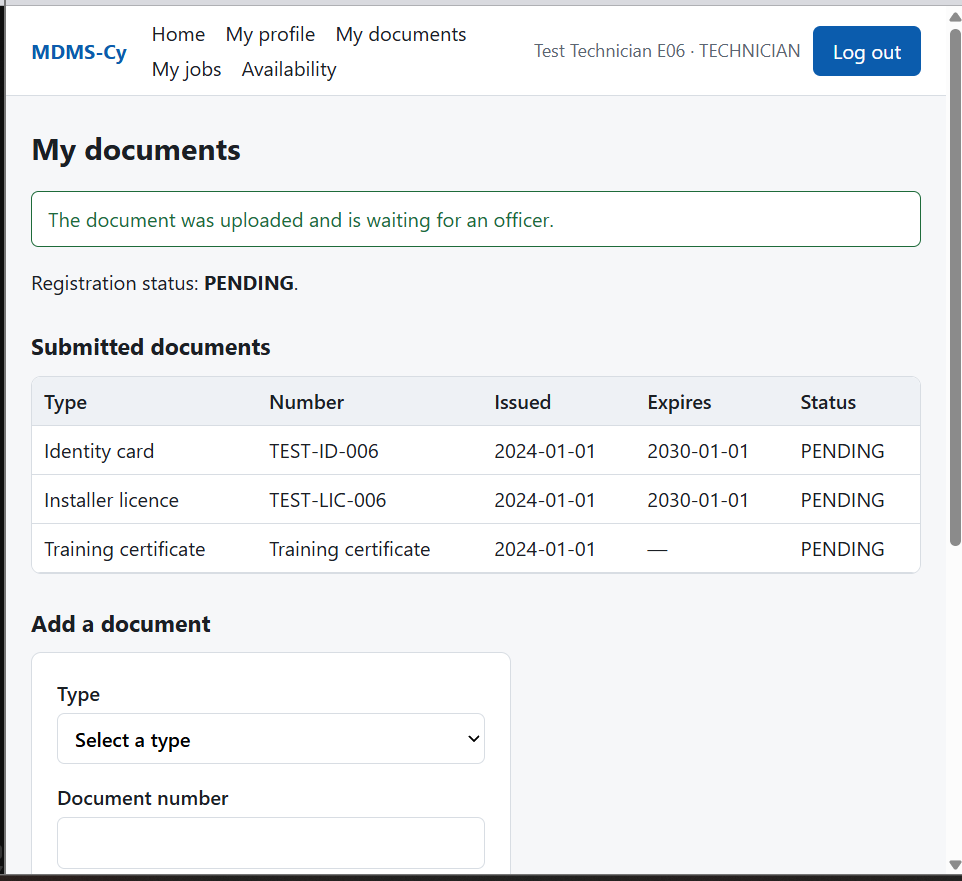 MDMS-Cy
Home My profile My documents
My jobs Availability
Test Technician E06 · TECHNICIAN
Log out
My documents
The document was uploaded and is waiting for an officer.
Registration status: PENDING.
Submitted documents
Type Number Issued Expires Status
Identity card TEST-ID-006 2024-01-01 2030-01-01 PENDING
Installer licence TEST-LIC-006 2024-01-01 2030-01-01 PENDING
Training certificate Training certificate 2024-01-01 — PENDING
Add a document
Type
Select a type
Document number